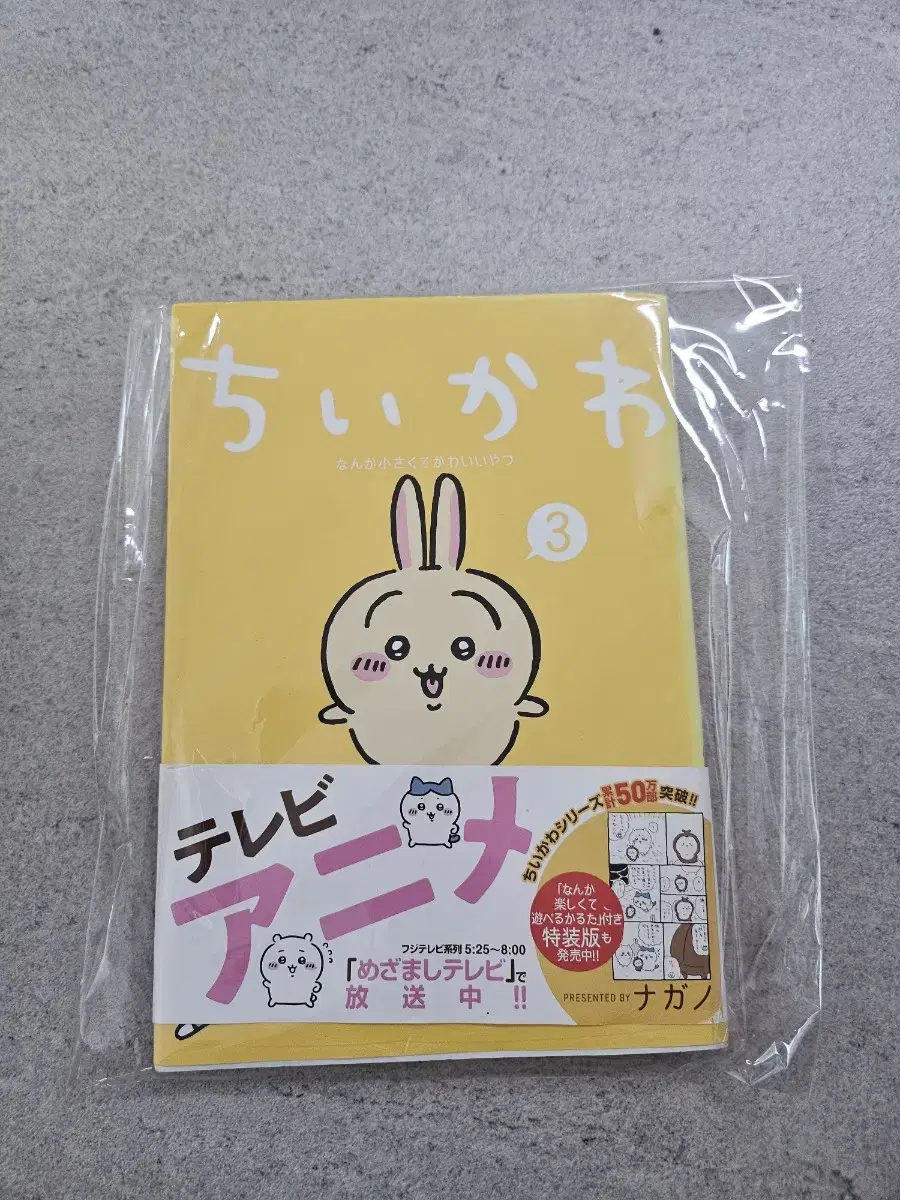 ちいかわ
なんか小さくてかわいいやつ
3
テレビ
アニメ
フジテレビ系列 5:25～8:00
「めざましテレビ」で
放送中!!
ちいかわシリーズ累計50万部突破!!
「なんか
楽しくて
遊べるかるた」付き
特装版も
発売中!!
PRESENTED BY ナガノ